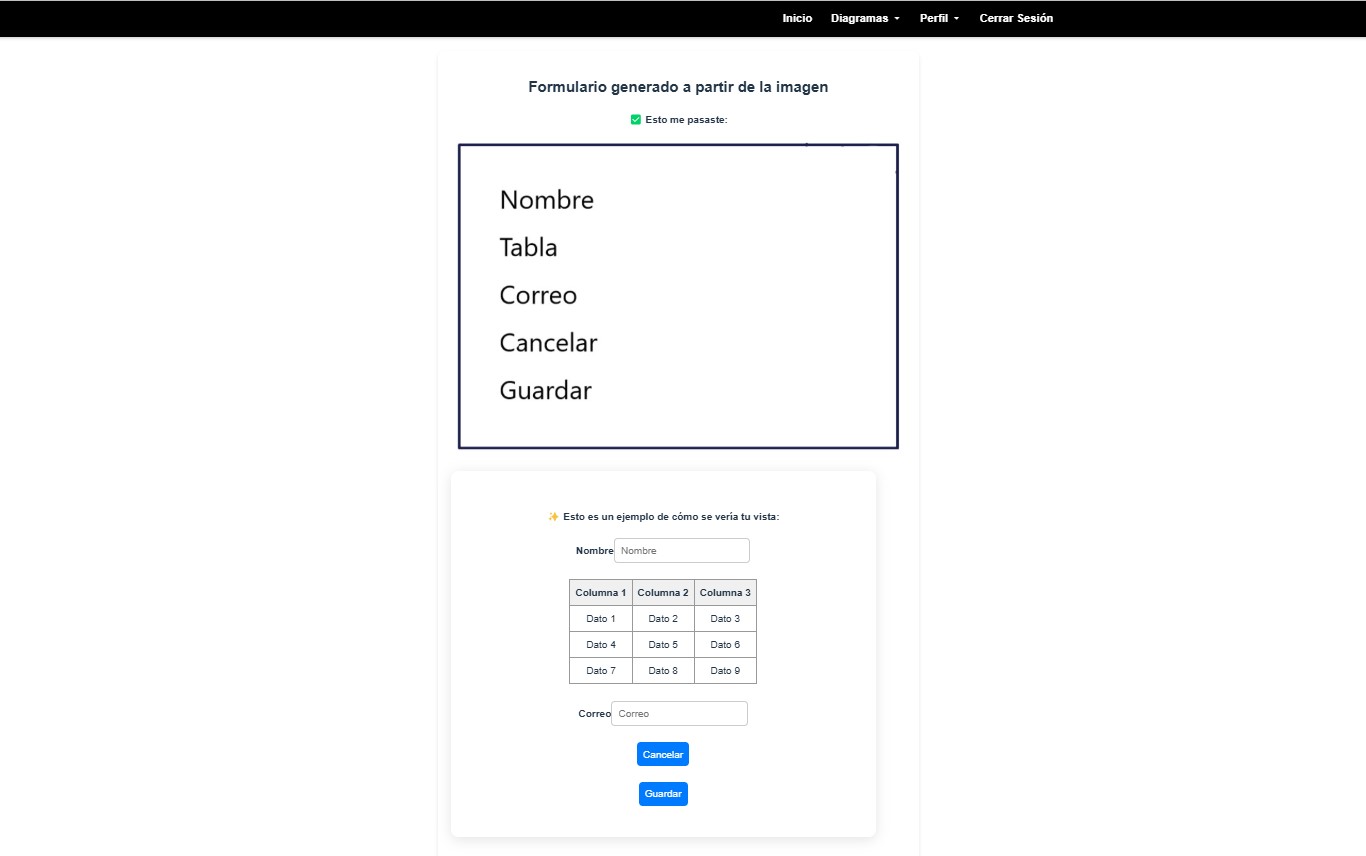 Inicio Diagramas Perfil Cerrar Sesión
Formulario generado a partir de la imagen
Esto me pasaste:
Nombre
Tabla
Correo
Cancelar
Guardar
Esto es un ejemplo de cómo se vería tu vista:
Nombre Nombre
Columna 1 Columna 2 Columna 3
Dato 1 Dato 2 Dato 3
Dato 4 Dato 5 Dato 6
Dato 7 Dato 8 Dato 9
Correo Correo
Cancelar
Guardar